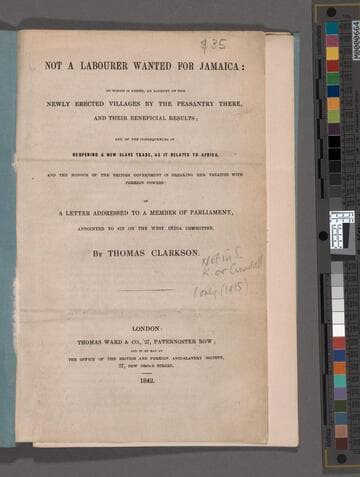 $35
NOT A LABOURER WANTED FOR JAMAICA:
TO WHICH IS ADDED, AN ACCOUNT OF THE
NEWLY ERECTED VILLAGES BY THE PEASANTRY THERE,
AND THEIR BENEFICIAL RESULTS:
AND OF THE CONSEQUENCES OF
REOPENING A NEW SLAVE TRADE, AS IT RELATES TO AFRICA,
AND THE HONOUR OF THE BRITISH GOVERNMENT IN BREAKING HER TREATIES WITH
FOREIGN POWERS:
IN
A LETTER ADDRESSED TO A MEMBER OF PARLIAMENT,
APPOINTED TO SIT ON THE WEST INDIA COMMITTEE.
BY THOMAS CLARKSON.
Not in
K. or
LONDON:
THOMAS WARD & CO., 27, PATERNOSTER ROW;
AND TO BE HAD AT
THE OFFICE OF THE BRITISH AND FOREIGN ANTI-SLAVERY SOCIETY,
27, NEW BROAD STREET.
1842.